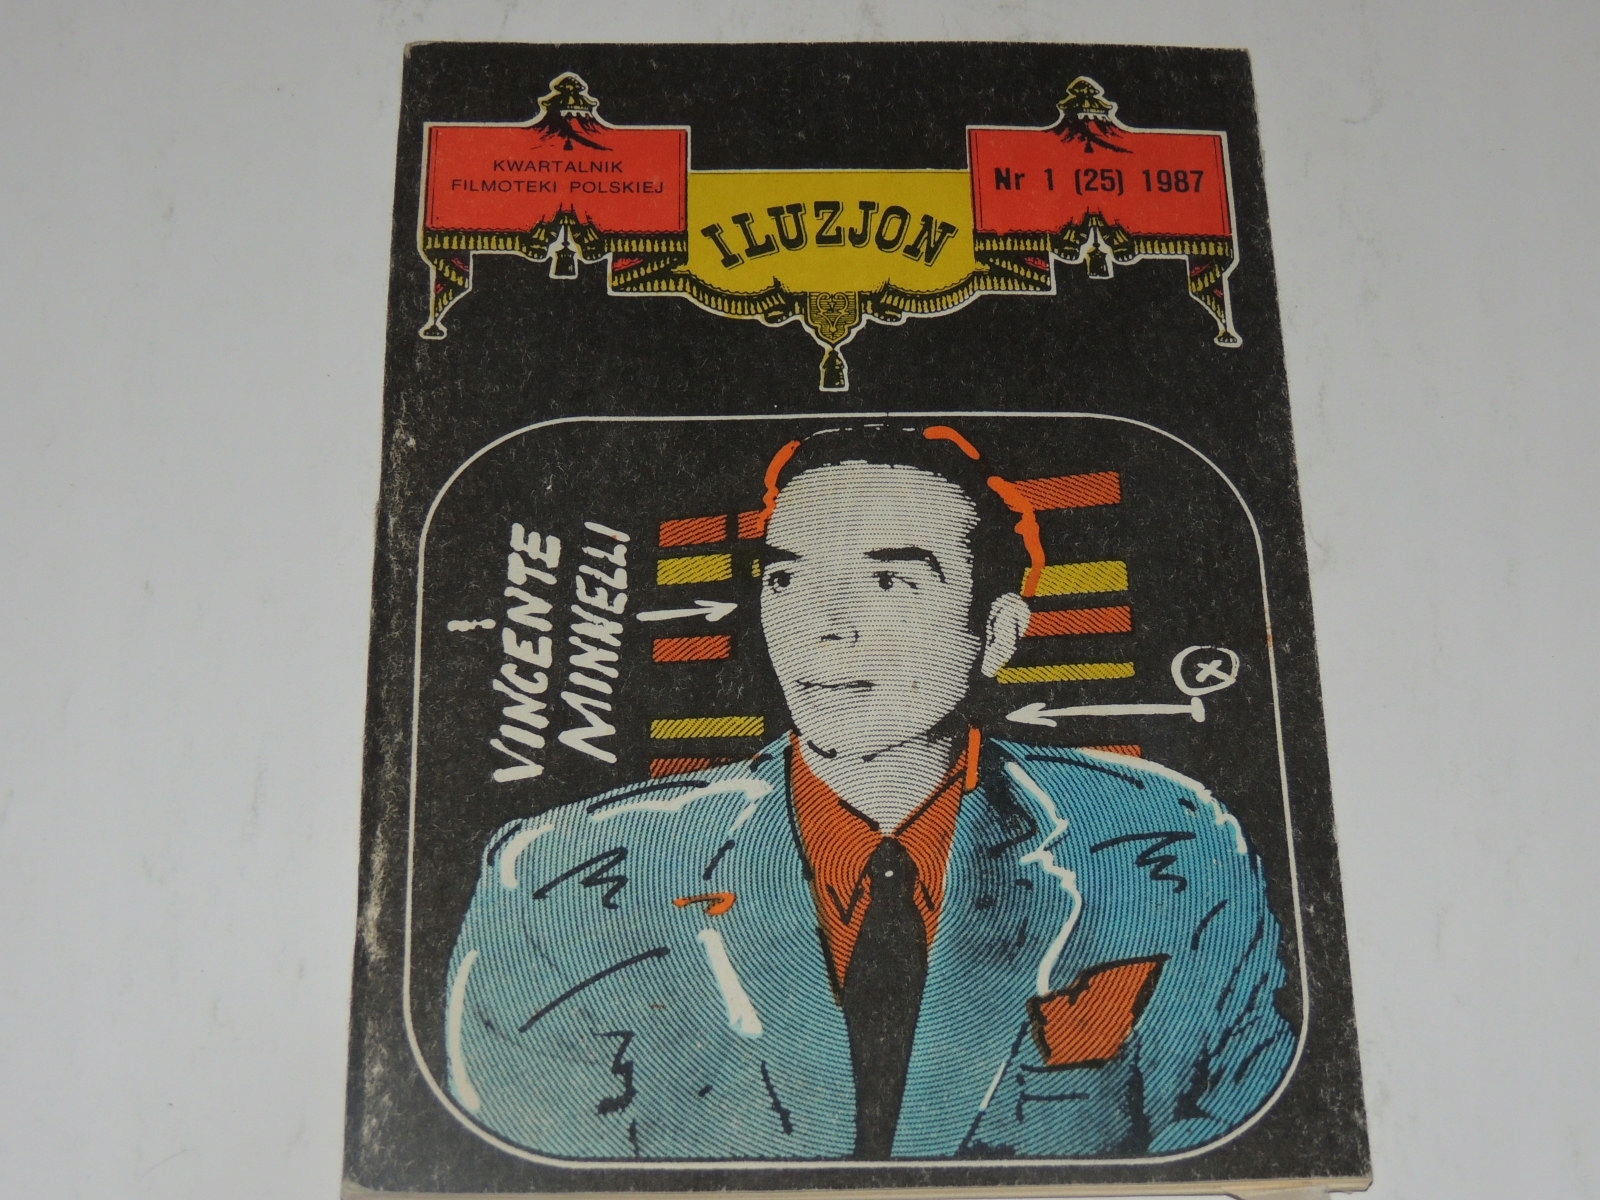 KWARTALNIK
FILMOTEKI POLSKIEJ
ILUZJON
Nr 1 (25) 1987
VINCENTE
MINNELLI